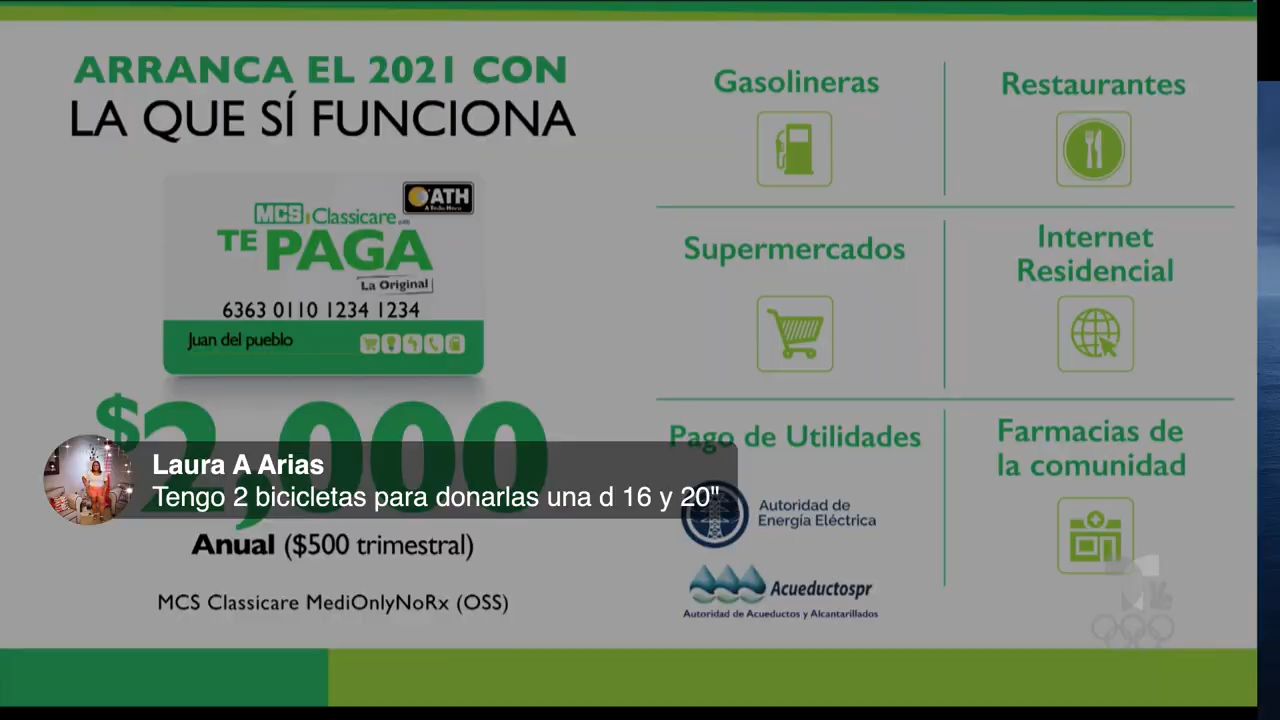 ARRANCA EL 2021 CON
LA QUE SÍ FUNCIONA
ATH
A Toda Hora
MCS Classicare
TE PAGA
La Original
6363 0110 1234 1234
Juan del pueblo
$2,000
Laura A Arias
Tengo 2 bicicletas para donarlas una d 16 y 20"
Anual ($500 trimestral)
MCS Classicare MediOnlyNoRx (OSS)
Gasolineras
Restaurantes
Supermercados
Internet
Residencial
Pago de Utilidades
Autoridad de
Energía Eléctrica
Acueductospr
Autoridad de Acueductos y Alcantarillados
Farmacias de
la comunidad